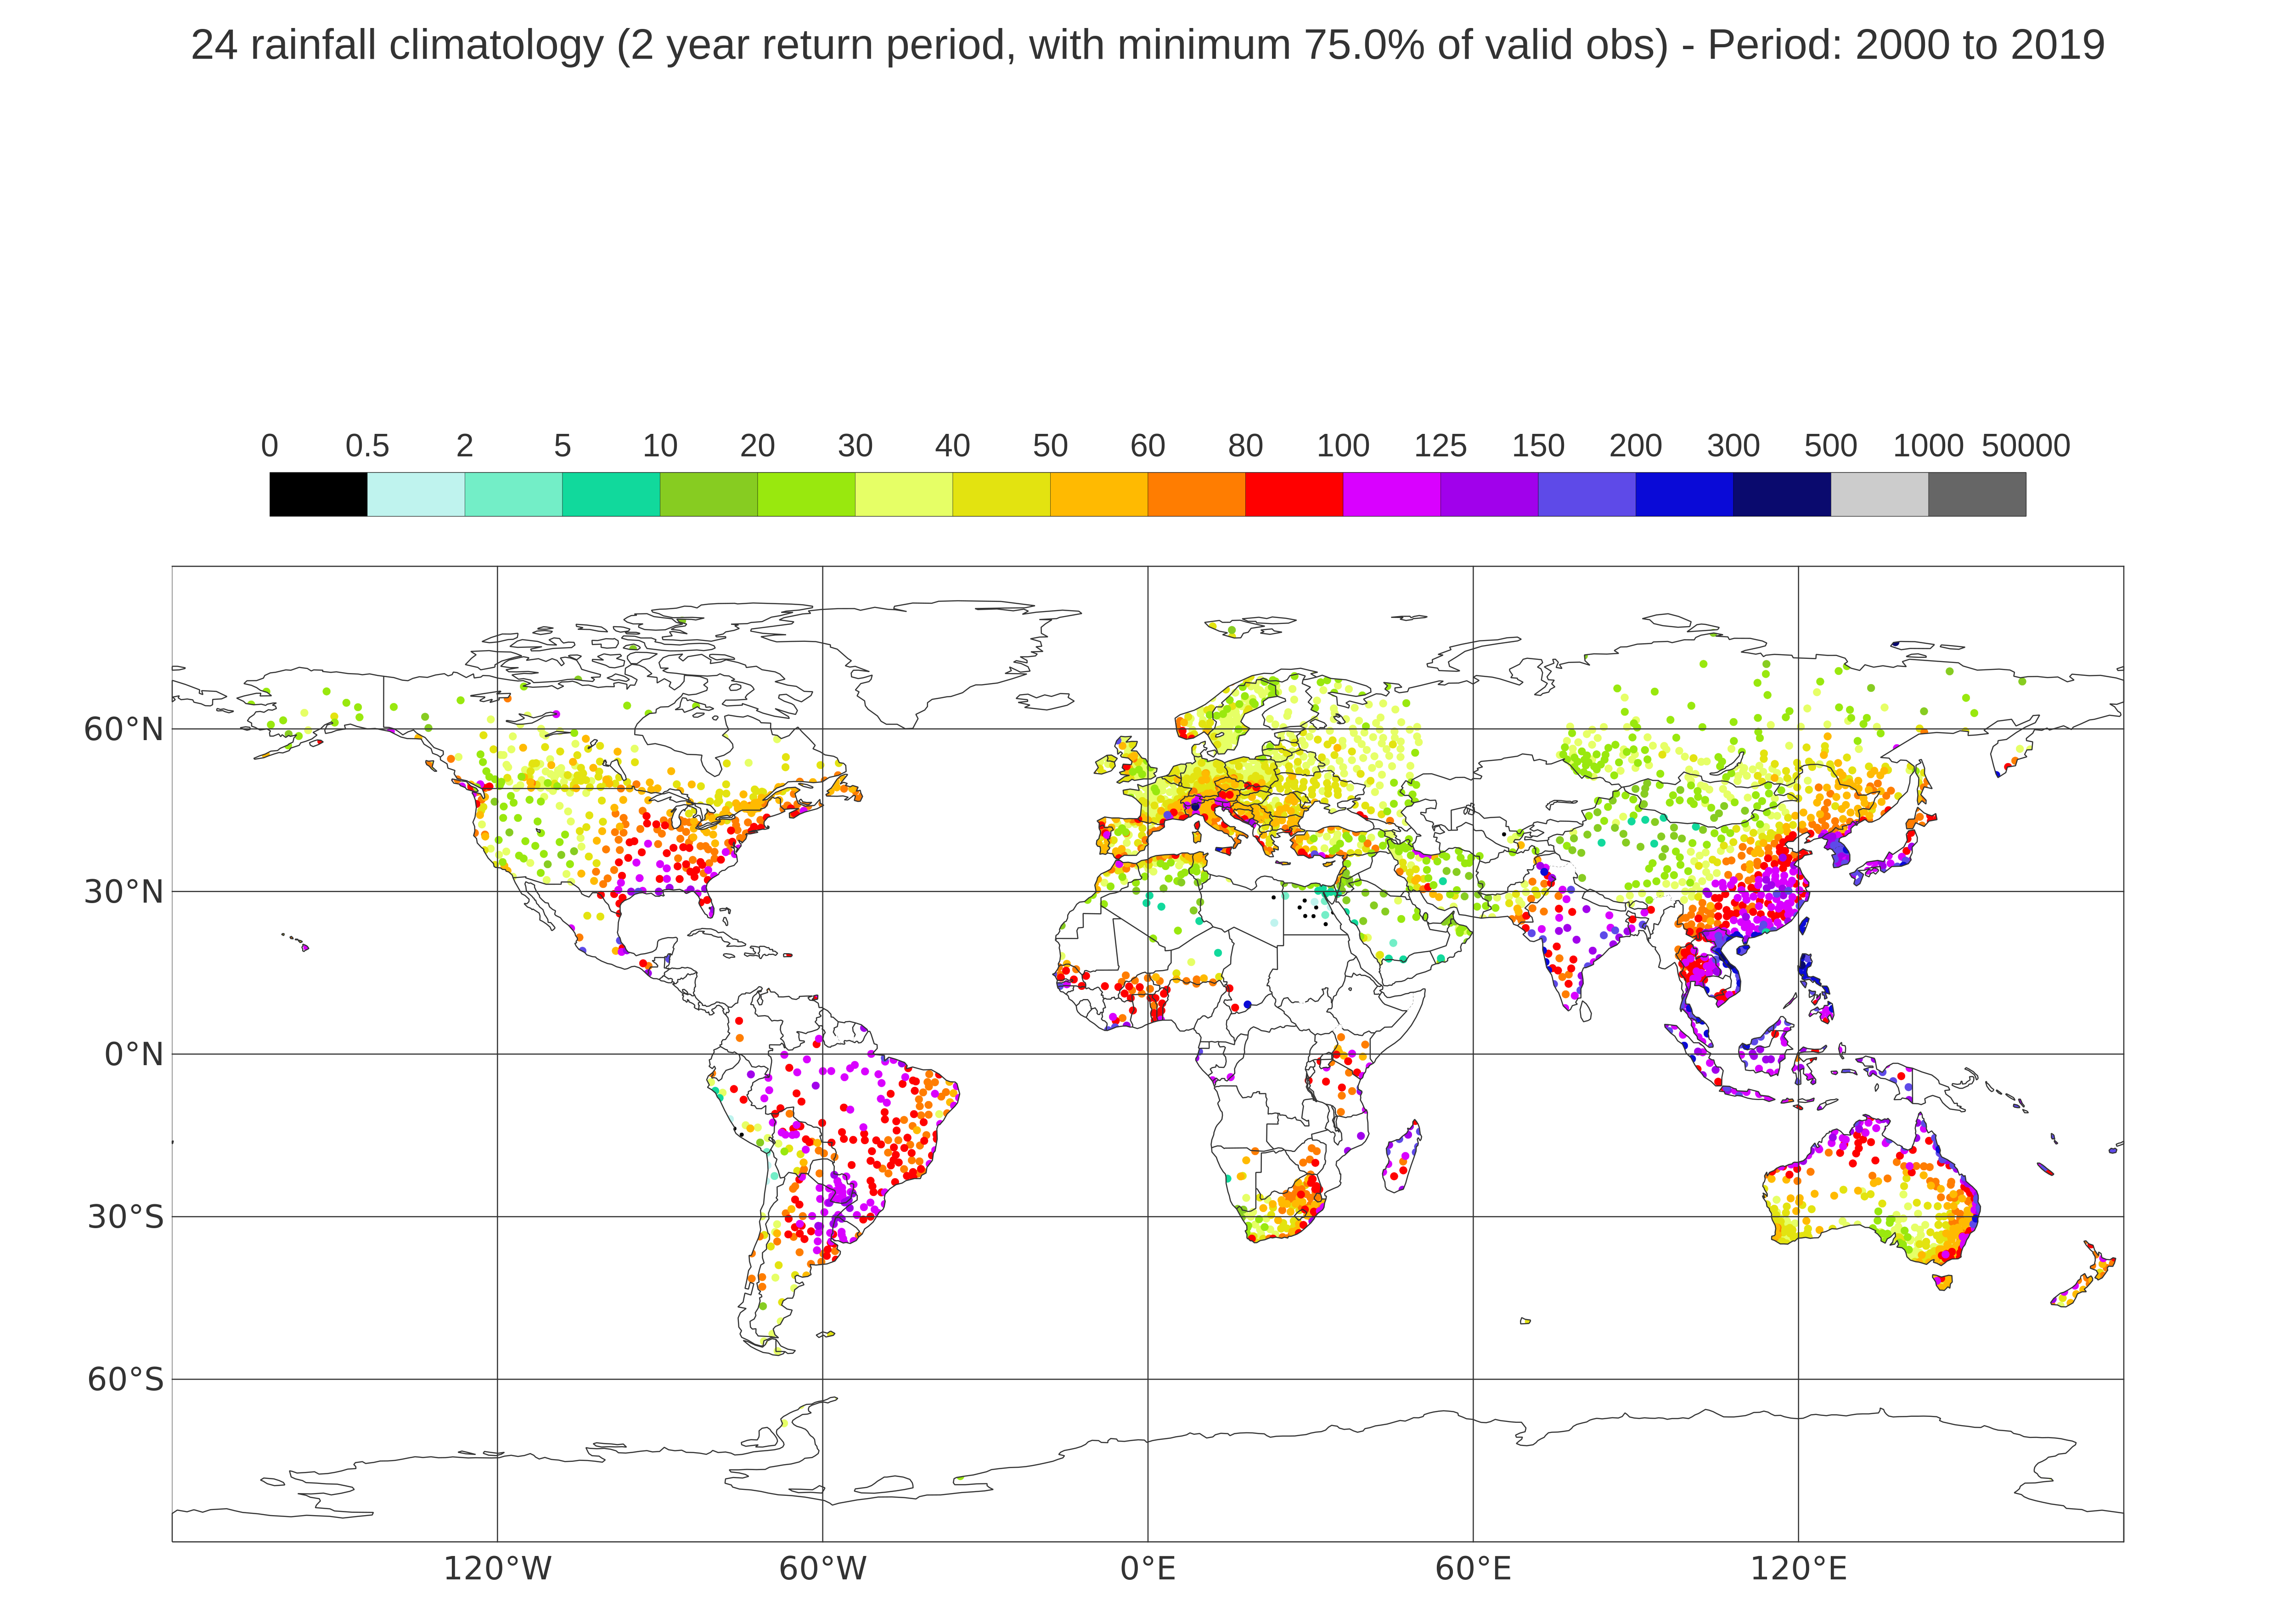 24 rainfall climatology (2 year return period, with minimum 75.0% of valid obs) - Period: 2000 to 2019
0 0.5 2 5 10 20 30 40 50 60 80 100 125 150 200 300 500 1000 50000
60°N
30°N
0°N
30°S
60°S
120°W 60°W 0°E 60°E 120°E